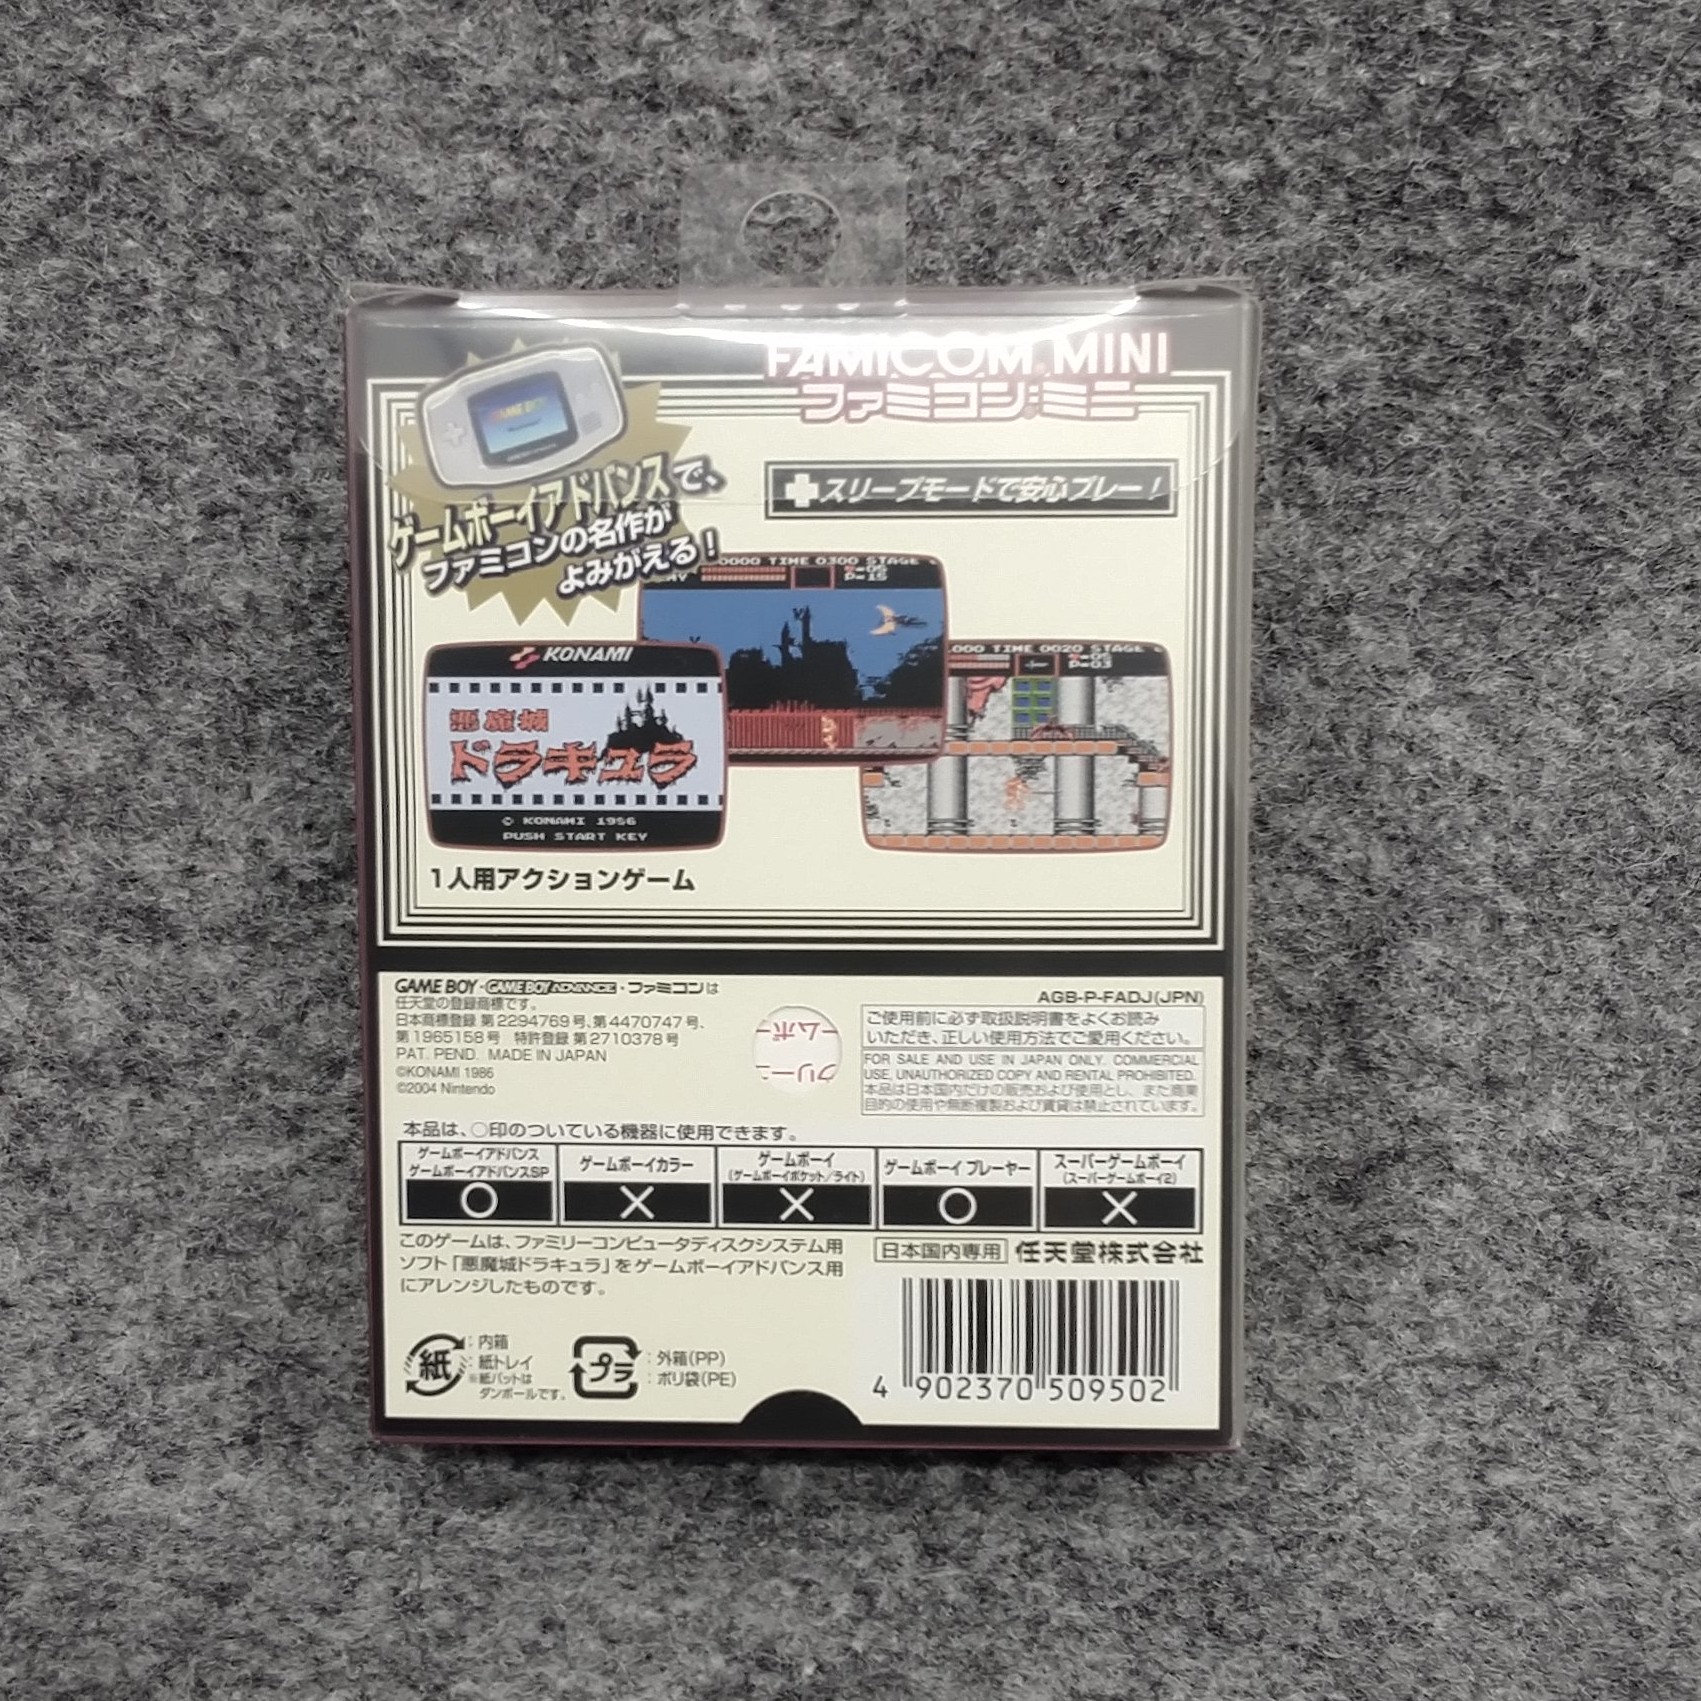 FAMICOM MINI
ファミコン ミニ
ゲームボーイアドバンスで、
ファミコンの名作が
よみがえる!
スリープモードで安心プレー!
0000 TIME 0300 STAGE
=05
P=15
000 TIME 0020 STAGE
=05
P=03
KONAMI
悪魔城
ドラキュラ
© KONAMI 1986
PUSH START KEY
1人用アクションゲーム
GAME BOY・GAME BOY ADVANCE・ファミコンは
任天堂の登録商標です。
日本商標登録 第2294769号、第4470747号、
第1965158号 特許登録 第2710378号
PAT. PEND. MADE IN JAPAN
©KONAMI 1986
©2004 Nintendo
AGB-P-FADJ(JPN)
ご使用前に必ず取扱説明書をよくお読み
いただき、正しい使用方法でご愛用ください。
FOR SALE AND USE IN JAPAN ONLY. COMMERCIAL
USE, UNAUTHORIZED COPY AND RENTAL PROHIBITED.
本品は日本国内だけの販売および使用とし、また商業
目的の使用や無断複製および賃貸は禁止されています。
本品は、○印のついている機器に使用できます。
ゲームボーイアドバンス
ゲームボーイアドバンスSP
○
ゲームボーイカラー
×
ゲームボーイ
(ゲームボーイポケット/ライト)
×
ゲームボーイ プレーヤー
○
スーパーゲームボーイ
(スーパーゲームボーイ2)
×
このゲームは、ファミリーコンピュータディスクシステム用
ソフト「悪魔城ドラキュラ」をゲームボーイアドバンス用
にアレンジしたものです。
日本国内専用 任天堂株式会社
紙
:内箱
:紙トレイ
※紙パットは
ダンボールです。
プラ
:外箱(PP)
:ポリ袋(PE)
4 902370 509502